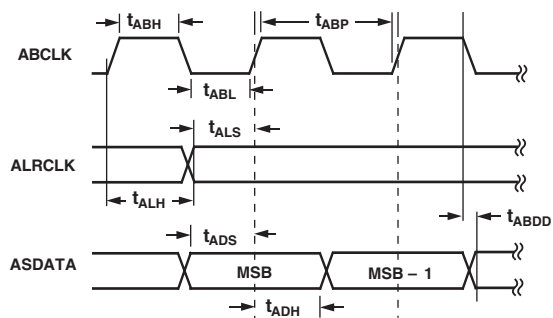 tABH
tABP
ABCLK
tABL
tALS
ALRCLK
tALH
tABDD
tADS
ASDATA
MSB
MSB – 1
tADH